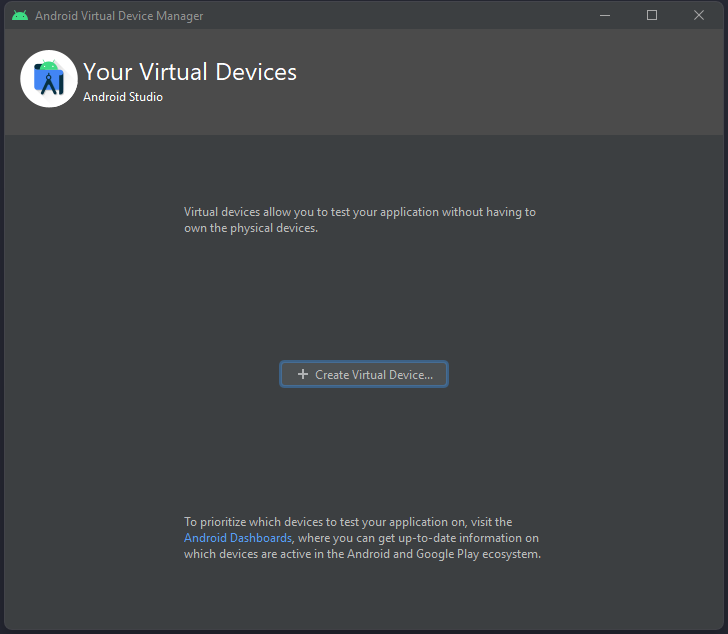 Android Virtual Device Manager
Your Virtual Devices
Android Studio
Virtual devices allow you to test your application without having to
own the physical devices.
Create Virtual Device...
To prioritize which devices to test your application on, visit the
Android Dashboards, where you can get up-to-date information on
which devices are active in the Android and Google Play ecosystem.